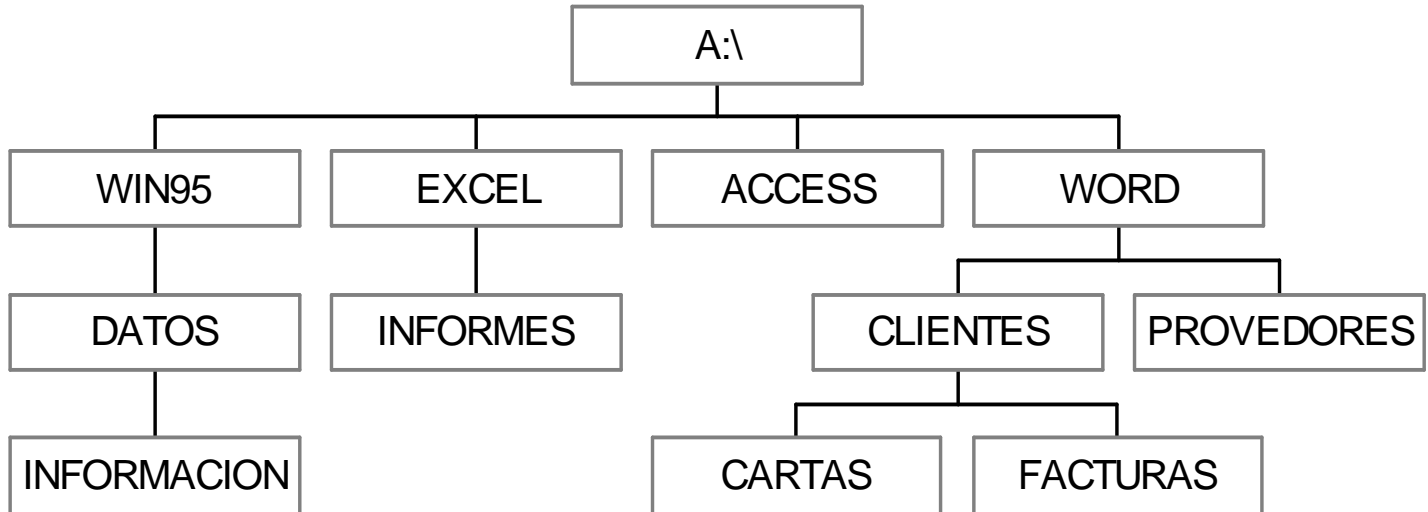 A:\
WIN95 EXCEL ACCESS WORD
DATOS INFORMES CLIENTES PROVEDORES
INFORMACION CARTAS FACTURAS